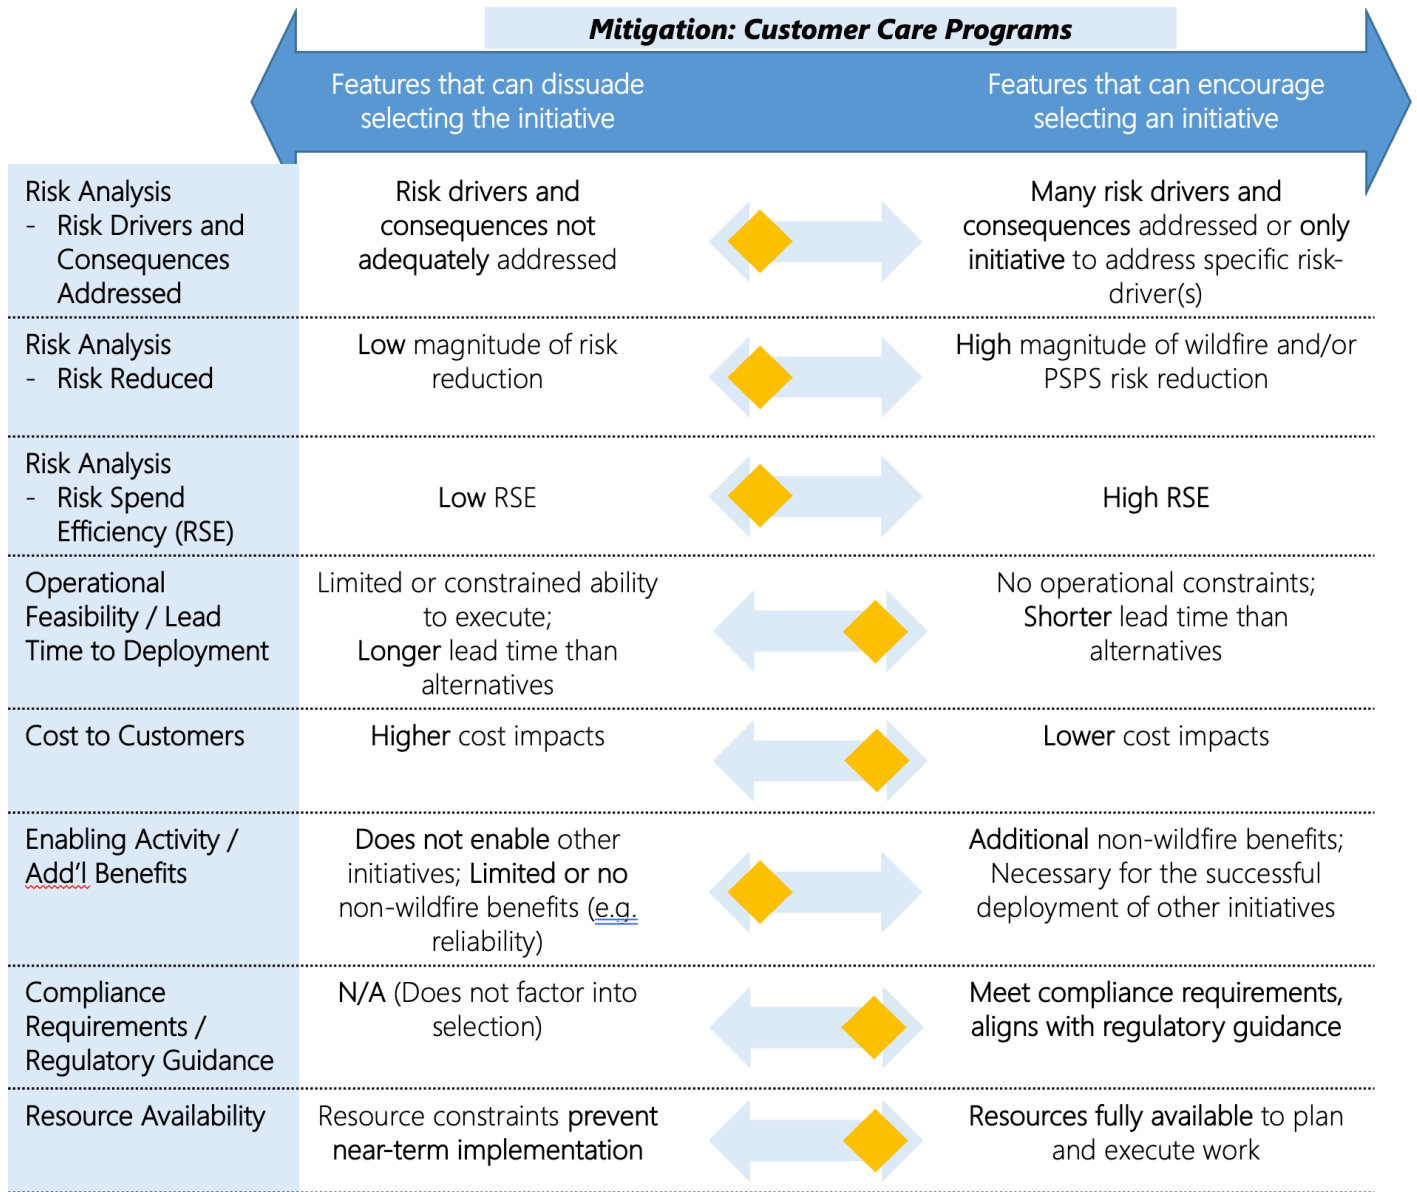 Mitigation: Customer Care Programs
Features that can dissuade
selecting the initiative
Features that can encourage
selecting an initiative
Risk Analysis
- Risk Drivers and
Consequences
Addressed
Risk drivers and
consequences not
adequately addressed
Many risk drivers and
consequences addressed or only
initiative to address specific risk-
driver(s)
Risk Analysis
- Risk Reduced
Low magnitude of risk
reduction
High magnitude of wildfire and/or
PSPS risk reduction
Risk Analysis
- Risk Spend
Efficiency (RSE)
Low RSE
High RSE
Operational
Feasibility / Lead
Time to Deployment
Limited or constrained ability
to execute;
Longer lead time than
alternatives
No operational constraints;
Shorter lead time than
alternatives
Cost to Customers
Higher cost impacts
Lower cost impacts
Enabling Activity /
Add'l Benefits
Does not enable other
initiatives; Limited or no
non-wildfire benefits (e.g.
reliability)
Additional non-wildfire benefits;
Necessary for the successful
deployment of other initiatives
Compliance
Requirements /
Regulatory Guidance
N/A (Does not factor into
selection)
Meet compliance requirements,
aligns with regulatory guidance
Resource Availability
Resource constraints prevent
near-term implementation
Resources fully available to plan
and execute work